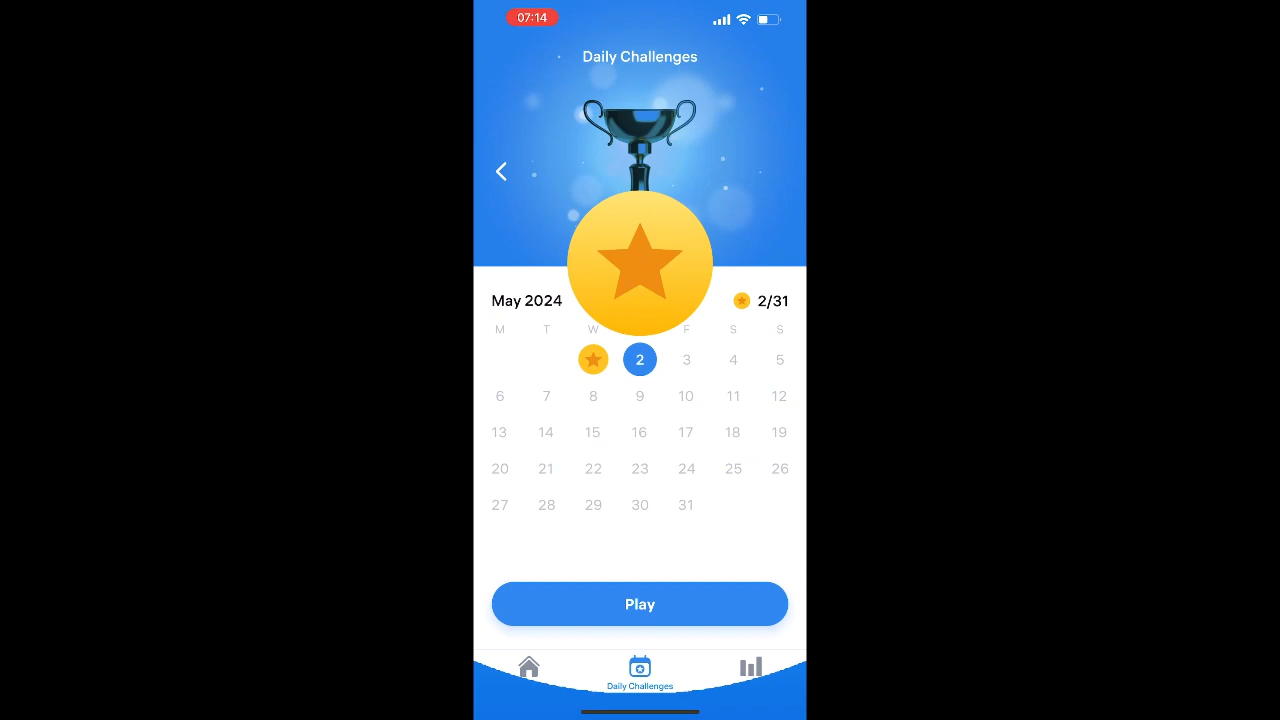 07:14
Daily Challenges
May 2024
2/31
M T W F S S
2 3 4 5
6 7 8 9 10 11 12
13 14 15 16 17 18 19
20 21 22 23 24 25 26
27 28 29 30 31
Play
Daily Challenges